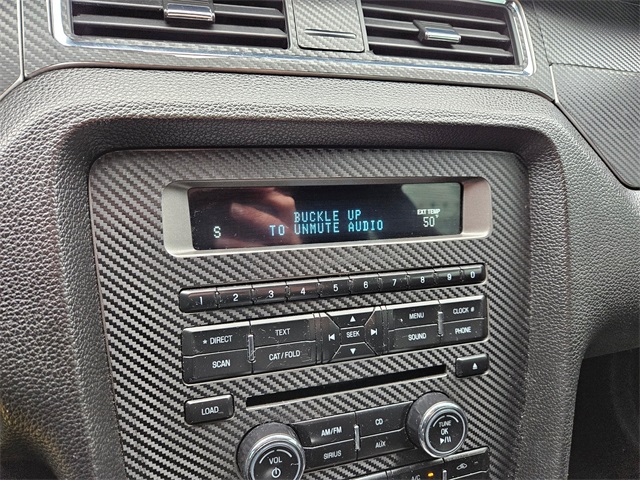 BUCKLE UP
TO UNMUTE AUDIO
EXT TEMP
50°
S
1 2 3 4 5 6 7 8 9 0
* DIRECT
TEXT
SEEK
MENU
CLOCK #
SCAN
CAT/FOLD
SOUND
PHONE
LOAD
AM/FM
CD
TUNE
OK
SIRIUS
AUX
VOL